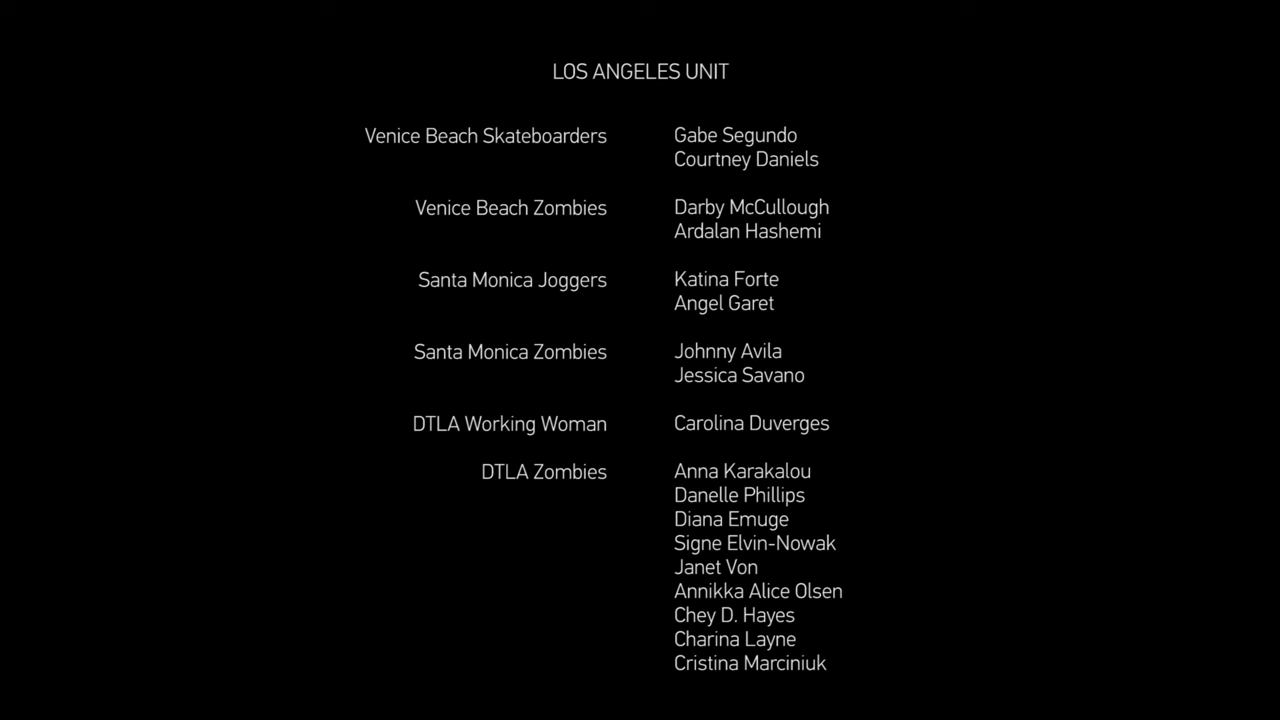 LOS ANGELES UNIT
Venice Beach Skateboarders Gabe Segundo
Courtney Daniels
Venice Beach Zombies Darby McCullough
Ardalan Hashemi
Santa Monica Joggers Katina Forte
Angel Garet
Santa Monica Zombies Johnny Avila
Jessica Savano
DTLA Working Woman Carolina Duverges
DTLA Zombies Anna Karakalou
Danelle Phillips
Diana Emuge
Signe Elvin-Nowak
Janet Von
Annikka Alice Olsen
Chey D. Hayes
Charina Layne
Cristina Marciniuk